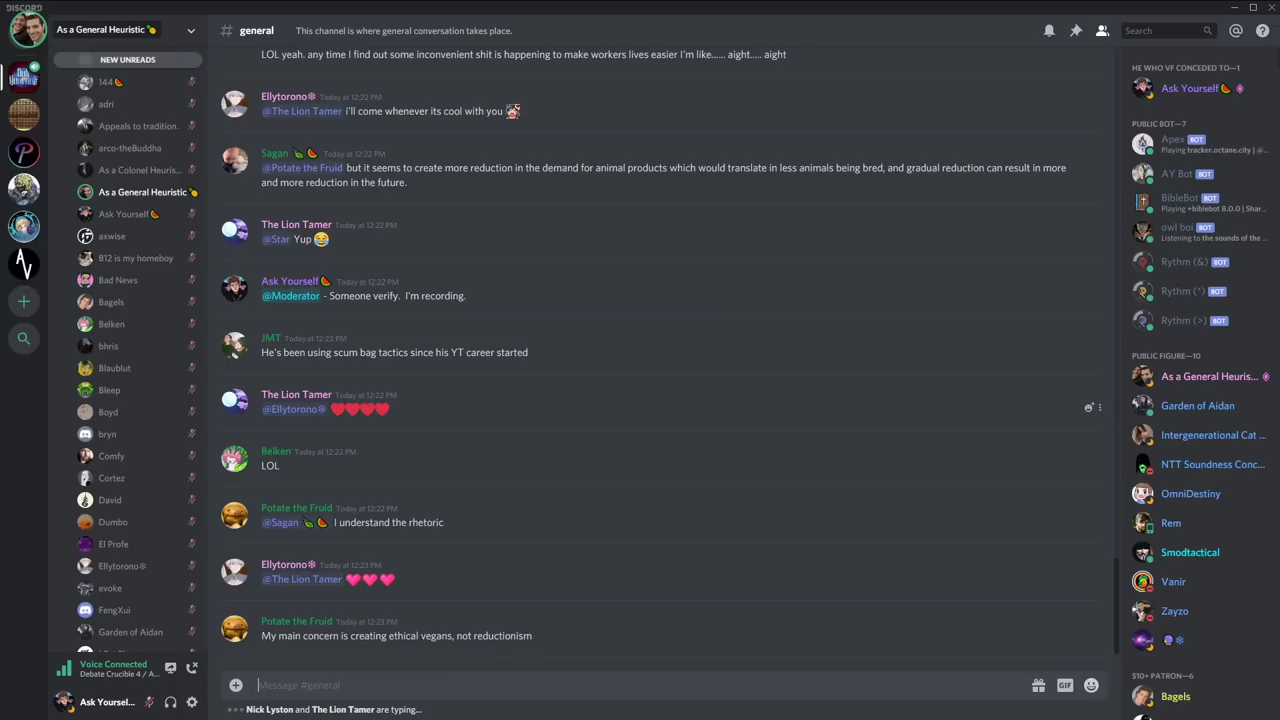 DISCORD
As a General Heuristic
NEW UNREADS
144
adri
Appeals to tradition.
arco-theBuddha
As a Colonel Heuris...
As a General Heuristic
Ask Yourself
axwise
B12 is my homeboy
Bad News
Bagels
Belken
bhris
Blaublut
Bleep
Boyd
bryn
Comfy
Cortez
David
Dumbo
El Profe
Ellytorono❄
evoke
FengXui
Garden of Aidan
Voice Connected
Debate Crucible 4 / A...
Ask Yoursel...
# general
This channel is where general conversation takes place.
Search
LOL yeah. any time I find out some inconvenient shit is happening to make workers lives easier I'm like...... aight..... aight
Ellytorono❄ Today at 12:22 PM
@The Lion Tamer i'll come whenever its cool with you
Sagan Today at 12:22 PM
@Potate the Fruid but it seems to create more reduction in the demand for animal products which would translate in less animals being bred, and gradual reduction can result in more
and more reduction in the future.
The Lion Tamer Today at 12:22 PM
@Star Yup 😂
Ask Yourself Today at 12:22 PM
@Moderator - Someone verify. I'm recording.
JMT Today at 12:22 PM
He's been using scum bag tactics since his YT career started
The Lion Tamer Today at 12:22 PM
@Ellytorono❄ ❤️❤️❤️❤️
Belken Today at 12:22 PM
LOL
Potate the Fruid Today at 12:22 PM
@Sagan I understand the rhetoric
Ellytorono❄ Today at 12:23 PM
@The Lion Tamer 💗💗💗
Potate the Fruid Today at 12:23 PM
My main concern is creating ethical vegans, not reductionism
Message #general
GIF
Nick Lyston and The Lion Tamer are typing...
HE WHO VF CONCEDED TO—1
Ask Yourself
PUBLIC BOT—7
Apex BOT
Playing tracker.octane.city | @...
AY Bot BOT
BibleBot BOT
Playing +biblebot 8.0.0 | Shar...
owl boi BOT
Listening to the sounds of the ...
Rythm (&) BOT
Rythm (*) BOT
Rythm (>) BOT
PUBLIC FIGURE—10
As a General Heuris...
Garden of Aidan
Intergenerational Cat ...
NTT Soundness Conc...
OmniDestiny
Rem
Smodtactical
Vanir
Zayzo
$10+ PATRON—6
Bagels